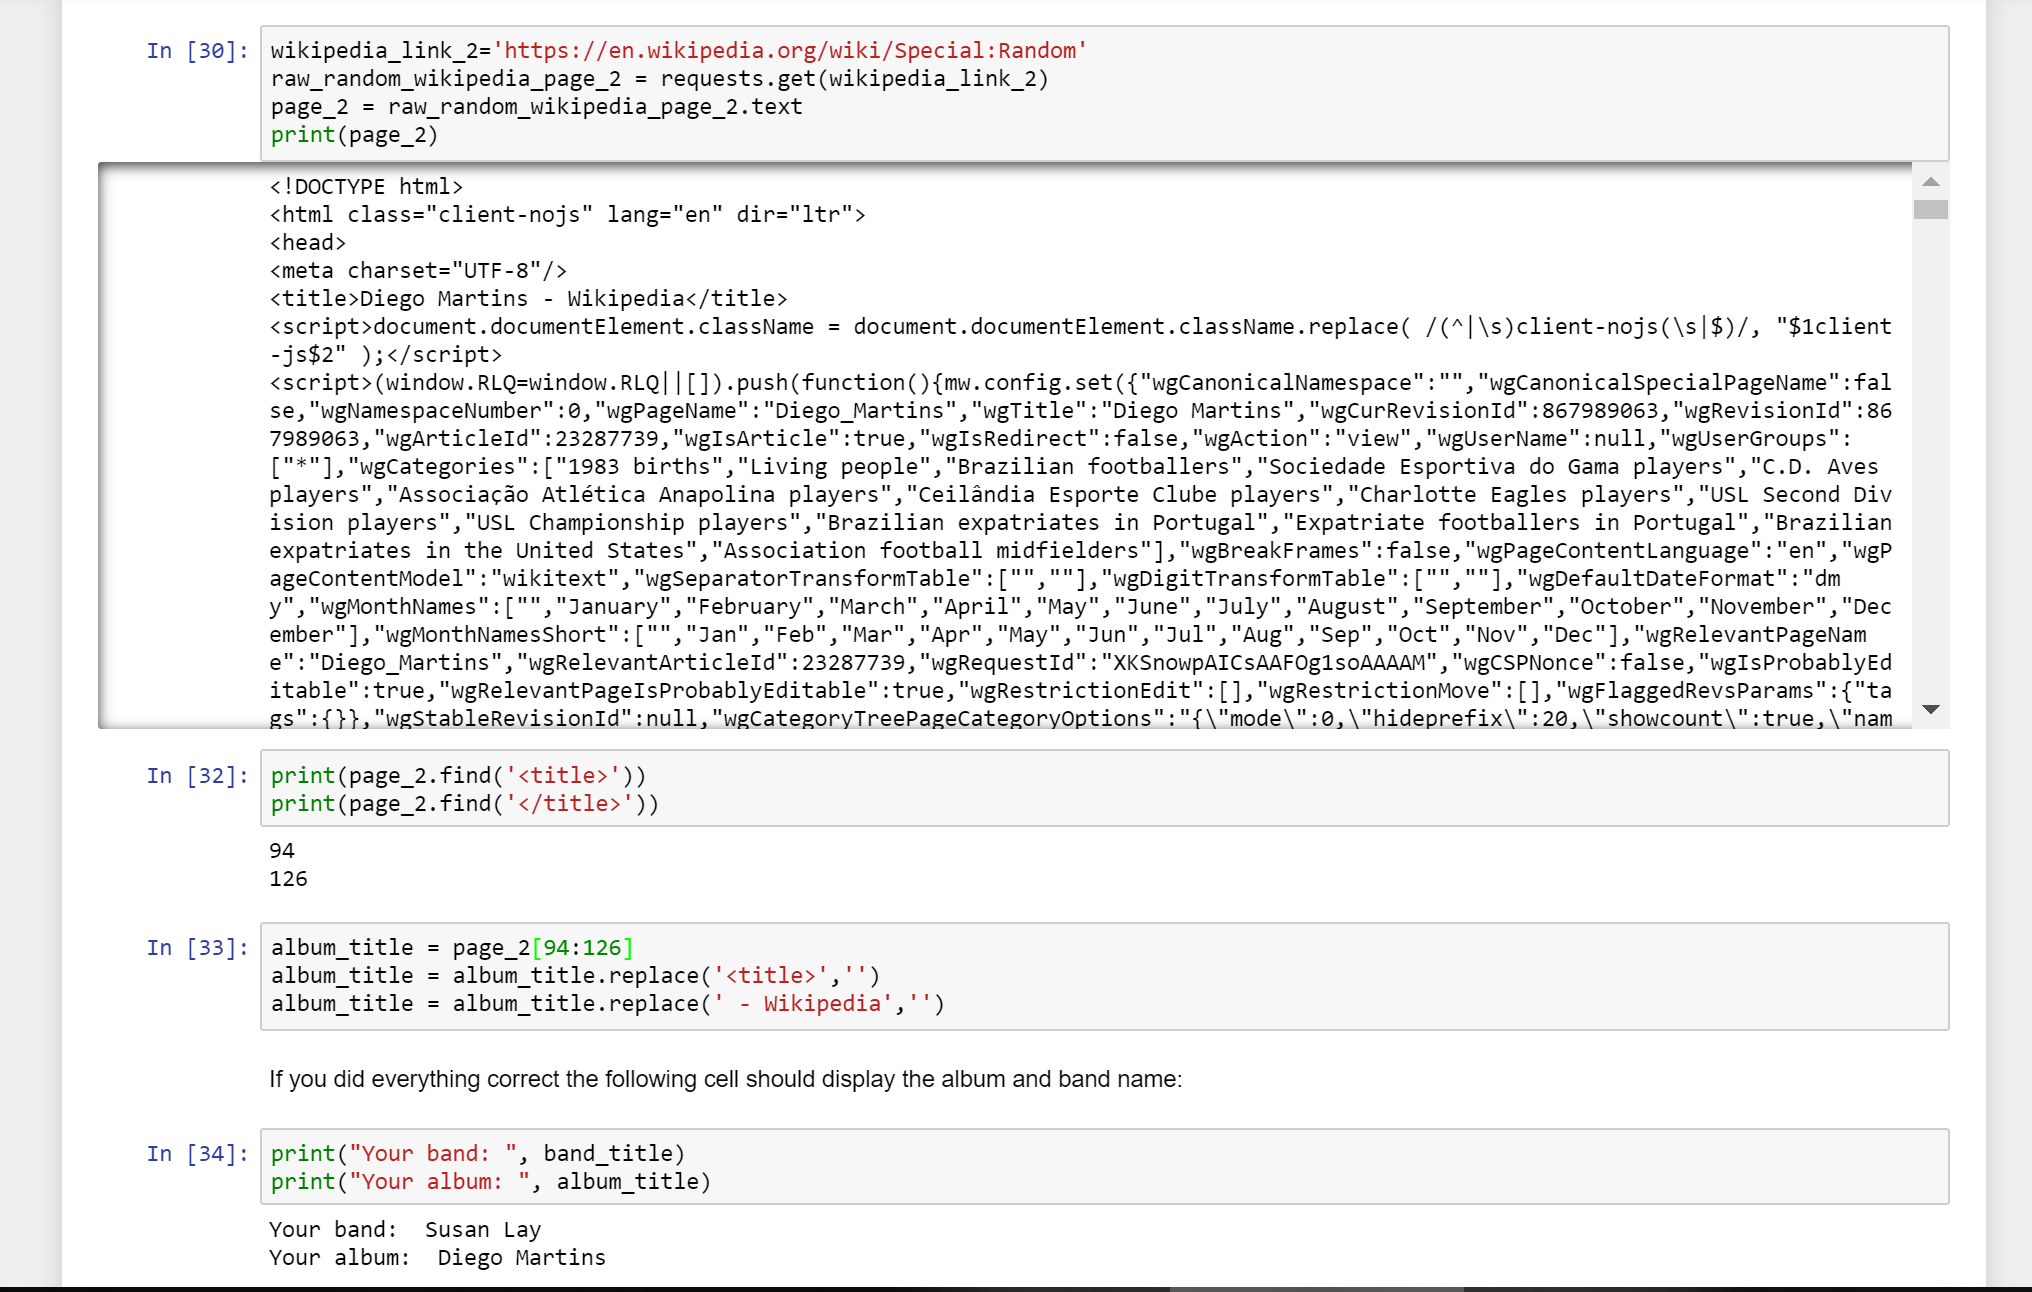 In [30]: wikipedia_link_2='https://en.wikipedia.org/wiki/Special:Random'
raw_random_wikipedia_page_2 = requests.get(wikipedia_link_2)
page_2 = raw_random_wikipedia_page_2.text
print(page_2)
<!DOCTYPE html>
<html class="client-nojs" lang="en" dir="ltr">
<head>
<meta charset="UTF-8"/>
<title>Diego Martins - Wikipedia</title>
<script>document.documentElement.className = document.documentElement.className.replace( /(^|\s)client-nojs(\s|$)/, "$1client
-js$2" );</script>
<script>(window.RLQ=window.RLQ||[]).push(function(){mw.config.set({"wgCanonicalNamespace":"","wgCanonicalSpecialPageName":fal
se,"wgNamespaceNumber":0,"wgPageName":"Diego_Martins","wgTitle":"Diego Martins","wgCurRevisionId":867989063,"wgRevisionId":86
7989063,"wgArticleId":23287739,"wgIsArticle":true,"wgIsRedirect":false,"wgAction":"view","wgUserName":null,"wgUserGroups":
["*"],"wgCategories":["1983 births","Living people","Brazilian footballers","Sociedade Esportiva do Gama players","C.D. Aves
players","Associação Atlética Anapolina players","Ceilândia Esporte Clube players","Charlotte Eagles players","USL Second Div
ision players","USL Championship players","Brazilian expatriates in Portugal","Expatriate footballers in Portugal","Brazilian
expatriates in the United States","Association football midfielders"],"wgBreakFrames":false,"wgPageContentLanguage":"en","wgP
ageContentModel":"wikitext","wgSeparatorTransformTable":["",""],"wgDigitTransformTable":["",""],"wgDefaultDateFormat":"dm
y","wgMonthNames":["","January","February","March","April","May","June","July","August","September","October","November","Dec
ember"],"wgMonthNamesShort":["","Jan","Feb","Mar","Apr","May","Jun","Jul","Aug","Sep","Oct","Nov","Dec"],"wgRelevantPageNam
e":"Diego_Martins","wgRelevantArticleId":23287739,"wgRequestId":"XKSnowpAICsAAFOg1soAAAAM","wgCSPNonce":false,"wgIsProbablyEd
itable":true,"wgRelevantPageIsProbablyEditable":true,"wgRestrictionEdit":[],"wgRestrictionMove":[],"wgFlaggedRevsParams":{"ta
gs":{}},"wgStableRevisionId":null,"wgCategoryTreePageCategoryOptions":"{\"mode\":0,\"hideprefix\":20,\"showcount\":true,\"nam
In [32]: print(page_2.find('<title>'))
print(page_2.find('</title>'))
94
126
In [33]: album_title = page_2[94:126]
album_title = album_title.replace('<title>','')
album_title = album_title.replace(' - Wikipedia','')
If you did everything correct the following cell should display the album and band name:
In [34]: print("Your band: ", band_title)
print("Your album: ", album_title)
Your band:  Susan Lay
Your album:  Diego Martins